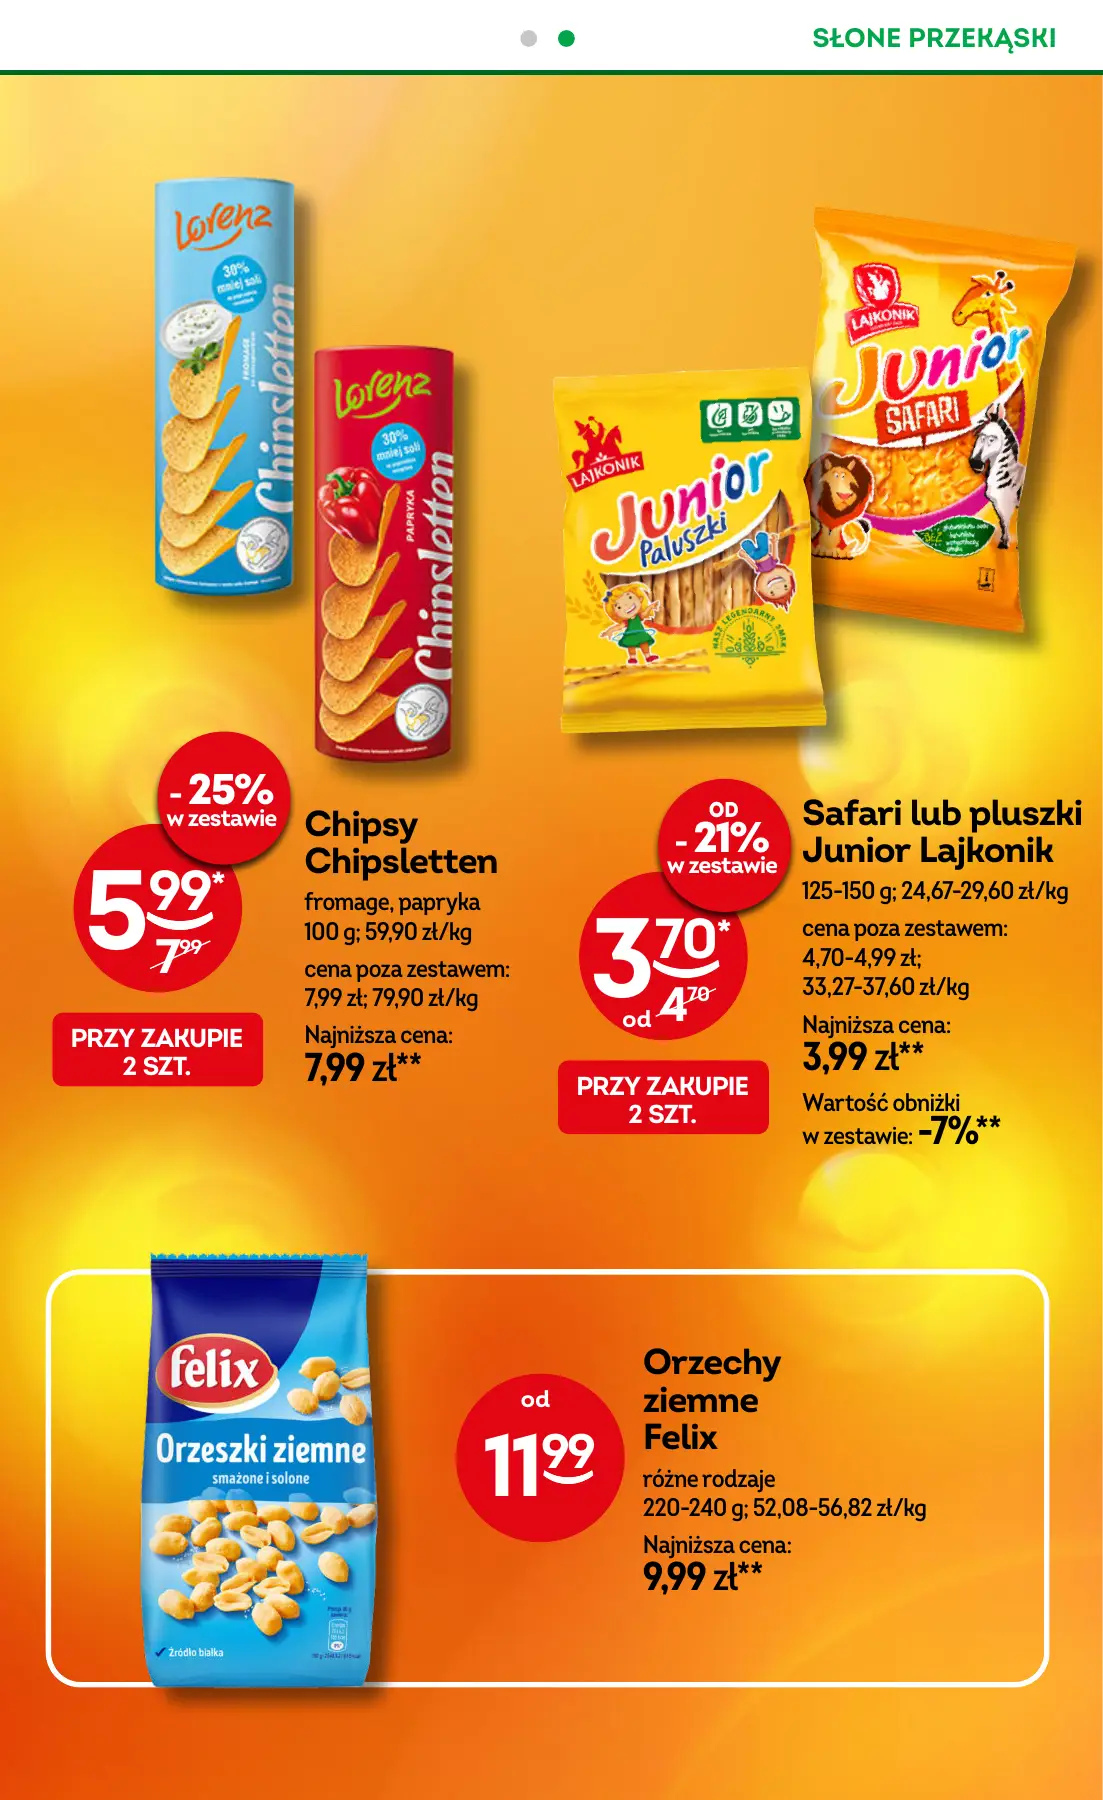 SŁONE PRZEKĄSKI
Lorenz
30%
mniej soli
FROMAGE
Chipsletten
Lorenz
30%
mniej soli
PAPRYKA
Chipsletten
LAJKONIK
Junior
SAFARI
LAJKONIK
Junior
Paluszki
NASZ LEGENDARNY SMAK
- 25%
w zestawie
5 99*
7 99
PRZY ZAKUPIE
2 SZT.
Chipsy
Chipsletten
fromage, papryka
100 g; 59,90 zł/kg
cena poza zestawem:
7,99 zł; 79,90 zł/kg
Najniższa cena:
7,99 zł**
OD
- 21%
w zestawie
3 70*
od 4 70
PRZY ZAKUPIE
2 SZT.
Safari lub pluszki
Junior Lajkonik
125-150 g; 24,67-29,60 zł/kg
cena poza zestawem:
4,70-4,99 zł;
33,27-37,60 zł/kg
Najniższa cena:
3,99 zł**
Wartość obniżki
w zestawie: -7%**
felix
Orzeszki ziemne
smażone i solone
Źródło białka
od
11 99
Orzechy
ziemne
Felix
różne rodzaje
220-240 g; 52,08-56,82 zł/kg
Najniższa cena:
9,99 zł**